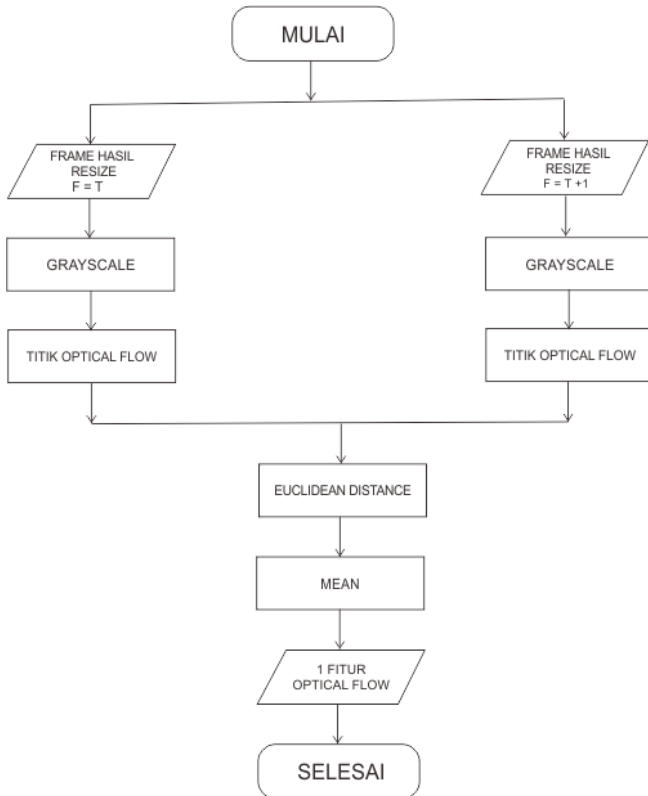 MULAI
FRAME HASIL
RESIZE
F = T
FRAME HASIL
RESIZE
F = T +1
GRAYSCALE
GRAYSCALE
TITIK OPTICAL FLOW
TITIK OPTICAL FLOW
EUCLIDEAN DISTANCE
MEAN
1 FITUR
OPTICAL FLOW
SELESAI